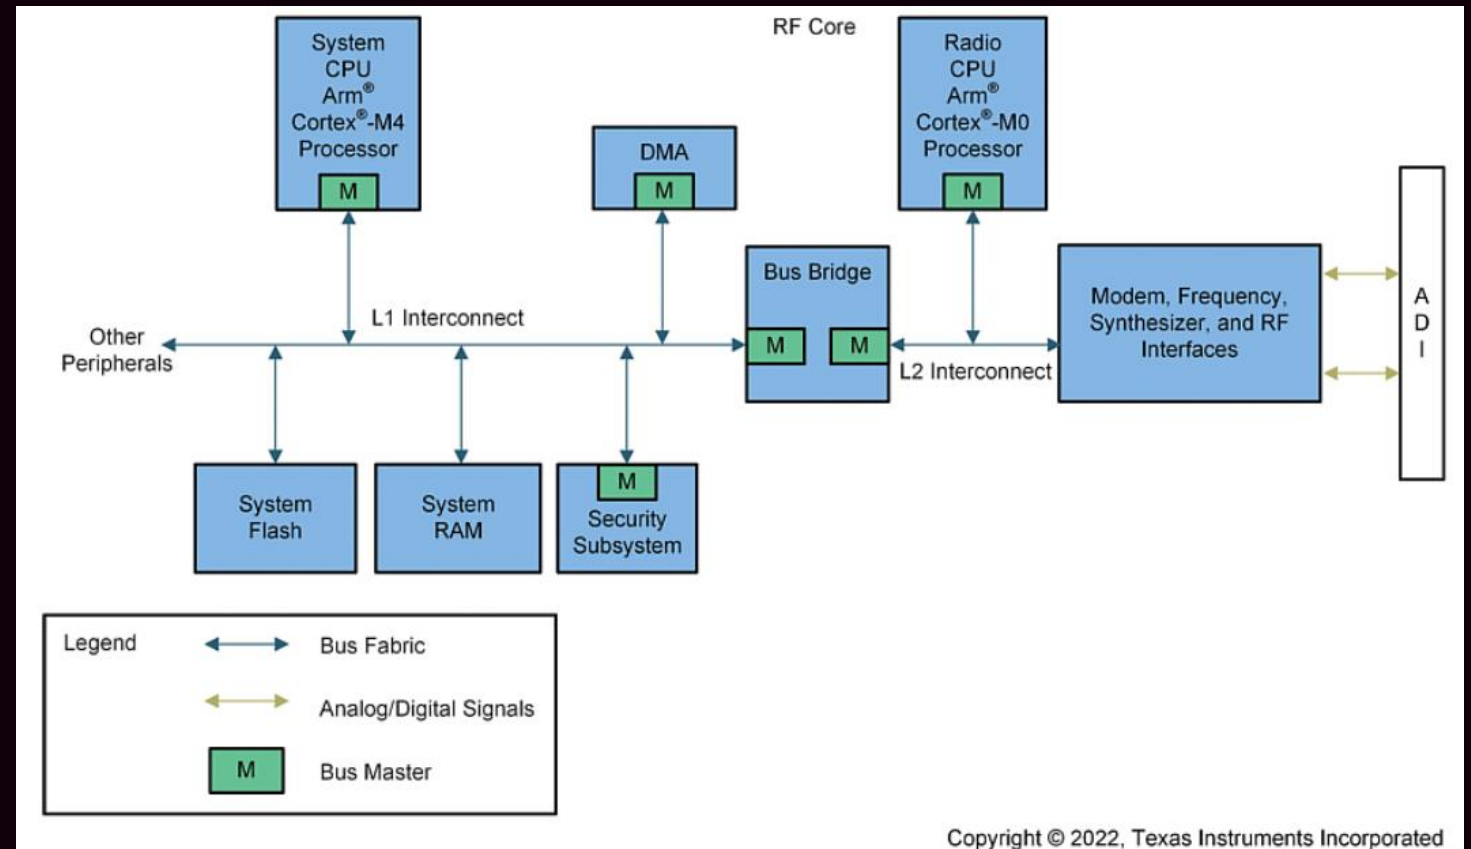 System
CPU
Arm®
Cortex®-M4
Processor
M
RF Core
DMA
M
Radio
CPU
Arm®
Cortex®-M0
Processor
M
Other
Peripherals
L1 Interconnect
Bus Bridge
M
M
L2 Interconnect
Modem, Frequency,
Synthesizer, and RF
Interfaces
A
D
I
System
Flash
System
RAM
M
Security
Subsystem
Legend
Bus Fabric
Analog/Digital Signals
M
Bus Master
Copyright © 2022, Texas Instruments Incorporated